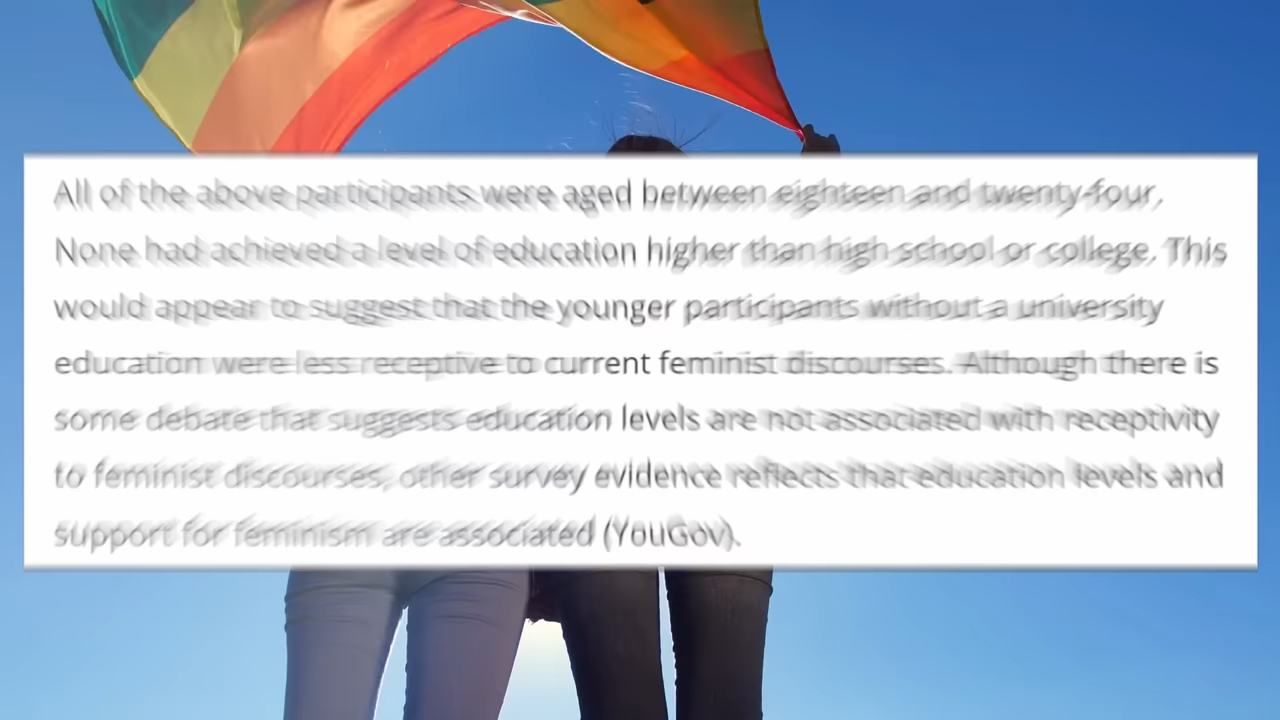 All of the above participants were aged between eighteen and twenty-four,
None had achieved a level of education higher than high school or college. This
would appear to suggest that the younger participants without a university
education were less receptive to current feminist discourses. Although there is
some debate that suggests education levels are not associated with receptivity
to feminist discourses, other survey evidence reflects that education levels and
support for feminism are associated (YouGov).